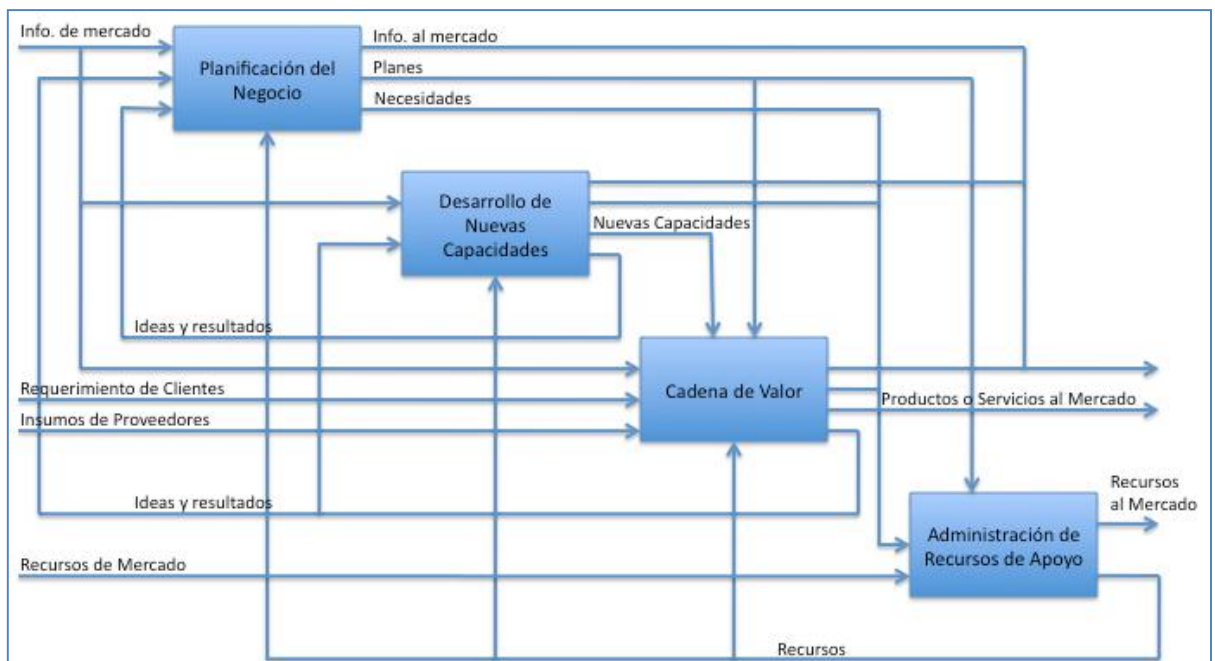 Info. de mercado
Info. al mercado
Planificación del
Negocio
Planes
Necesidades
Desarrollo de
Nuevas
Capacidades
Nuevas Capacidades
Ideas y resultados
Requerimiento de Clientes
Cadena de Valor
Productos o Servicios al Mercado
Insumos de Proveedores
Ideas y resultados
Recursos
al Mercado
Administración de
Recursos de Apoyo
Recursos de Mercado
Recursos